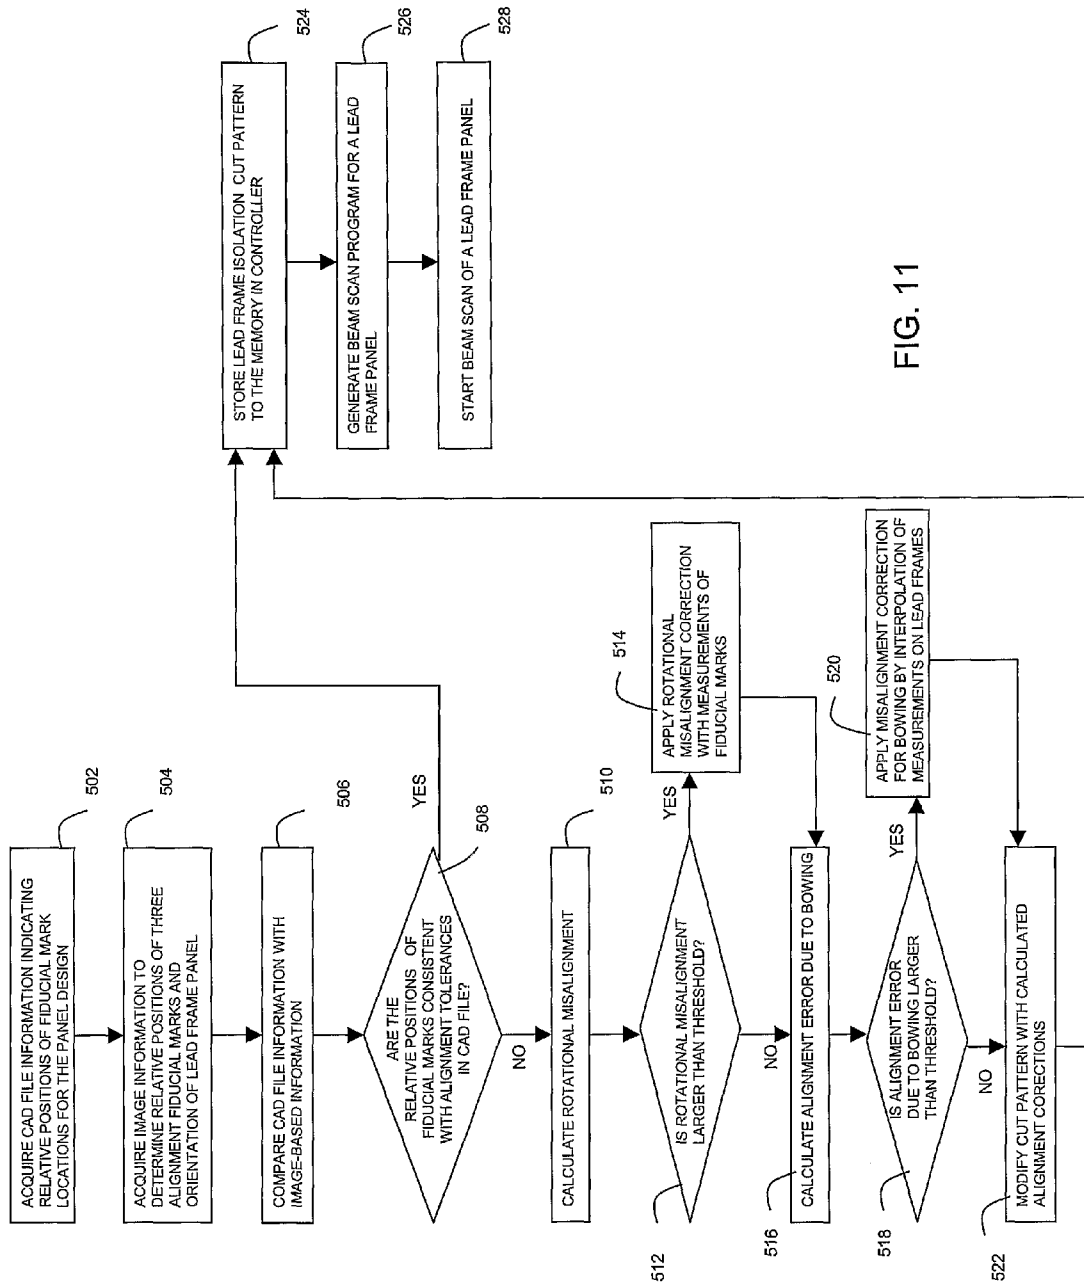 ACQUIRE CAD FILE INFORMATION INDICATING
RELATIVE POSITIONS OF FIDUCIAL MARK
LOCATIONS FOR THE PANEL DESIGN
502
ACQUIRE IMAGE INFORMATION TO
DETERMINE RELATIVE POSITIONS OF THREE
ALIGNMENT FIDUCIAL MARKS AND
ORIENTATION OF LEAD FRAME PANEL
504
COMPARE CAD FILE INFORMATION WITH
IMAGE-BASED INFORMATION
506
ARE THE
RELATIVE POSITIONS OF
FIDUCIAL MARKS CONSISTENT
WITH ALIGNMENT TOLERANCES
IN CAD FILE?
508
YES
NO
CALCULATE ROTATIONAL MISALIGNMENT
510
IS ROTATIONAL MISALIGNMENT
LARGER THAN THRESHOLD?
512
YES
NO
APPLY ROTATIONAL
MISALIGNMENT CORRECTION
WITH MEASUREMENTS OF
FIDUCIAL MARKS
514
CALCULATE ALIGNMENT ERROR DUE TO BOWING
516
IS ALIGNMENT ERROR
DUE TO BOWING LARGER
THAN THRESHOLD?
518
YES
NO
APPLY MISALIGNMENT CORRECTION
FOR BOWING BY INTERPOLATION OF
MEASUREMENTS ON LEAD FRAMES
520
MODIFY CUT PATTERN WITH CALCULATED
ALIGNMENT CORECTIONS
522
STORE LEAD FRAME ISOLATION CUT PATTERN
TO THE MEMORY IN CONTROLLER
524
GENERATE BEAM SCAN PROGRAM FOR A LEAD
FRAME PANEL
526
START BEAM SCAN OF A LEAD FRAME PANEL
528
FIG. 11